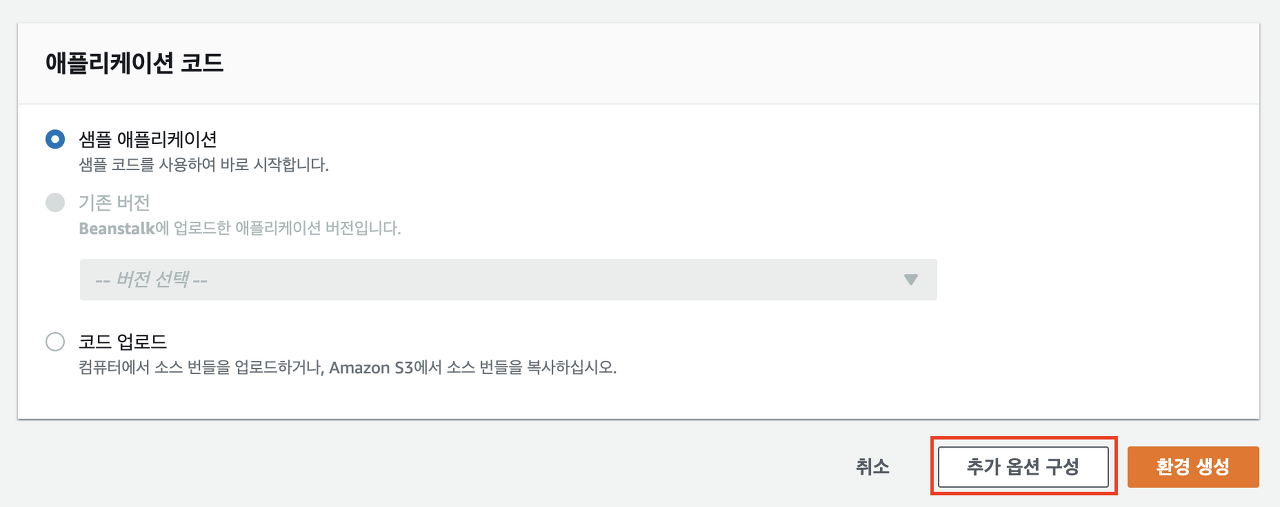 애플리케이션 코드
샘플 애플리케이션
샘플 코드를 사용하여 바로 시작합니다.
기존 버전
Beanstalk에 업로드한 애플리케이션 버전입니다.
-- 버전 선택 --
코드 업로드
컴퓨터에서 소스 번들을 업로드하거나, Amazon S3에서 소스 번들을 복사하십시오.
취소 추가 옵션 구성 환경 생성